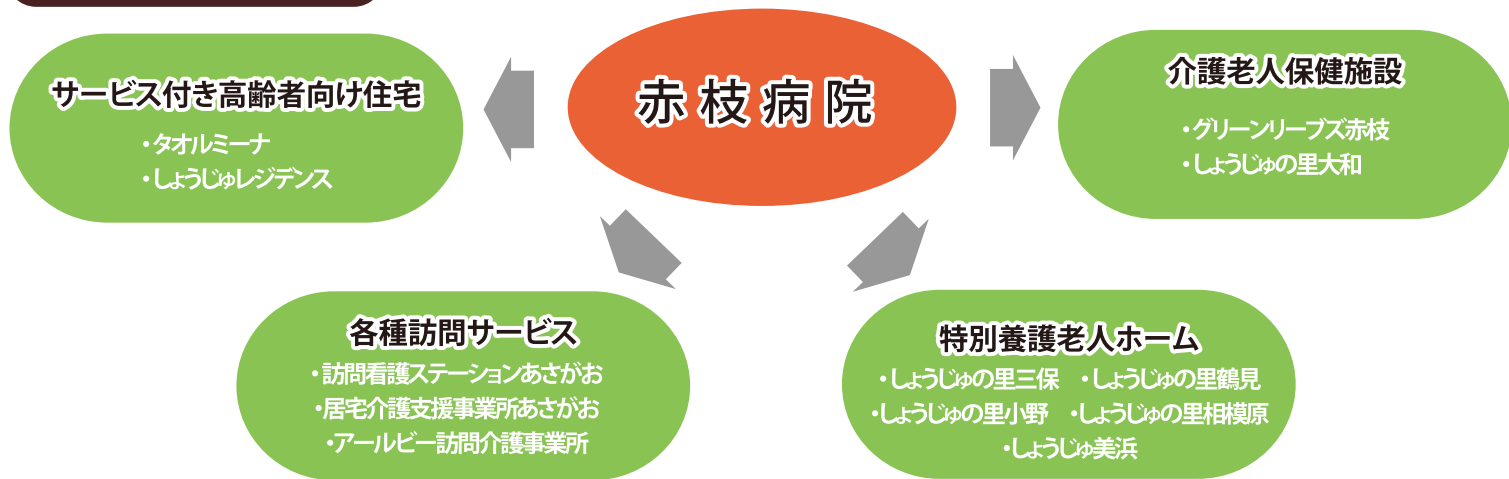 赤枝病院
サービス付き高齢者向け住宅
・タオルミーナ
・しょうじゅレジデンス
介護老人保健施設
・グリーンリーブズ赤枝
・しょうじゅの里大和
各種訪問サービス
・訪問看護ステーションあさがお
・居宅介護支援事業所あさがお
・アールビー訪問介護事業所
特別養護老人ホーム
・しょうじゅの里三保 ・しょうじゅの里鶴見
・しょうじゅの里小野 ・しょうじゅの里相模原
・しょうじゅ美浜